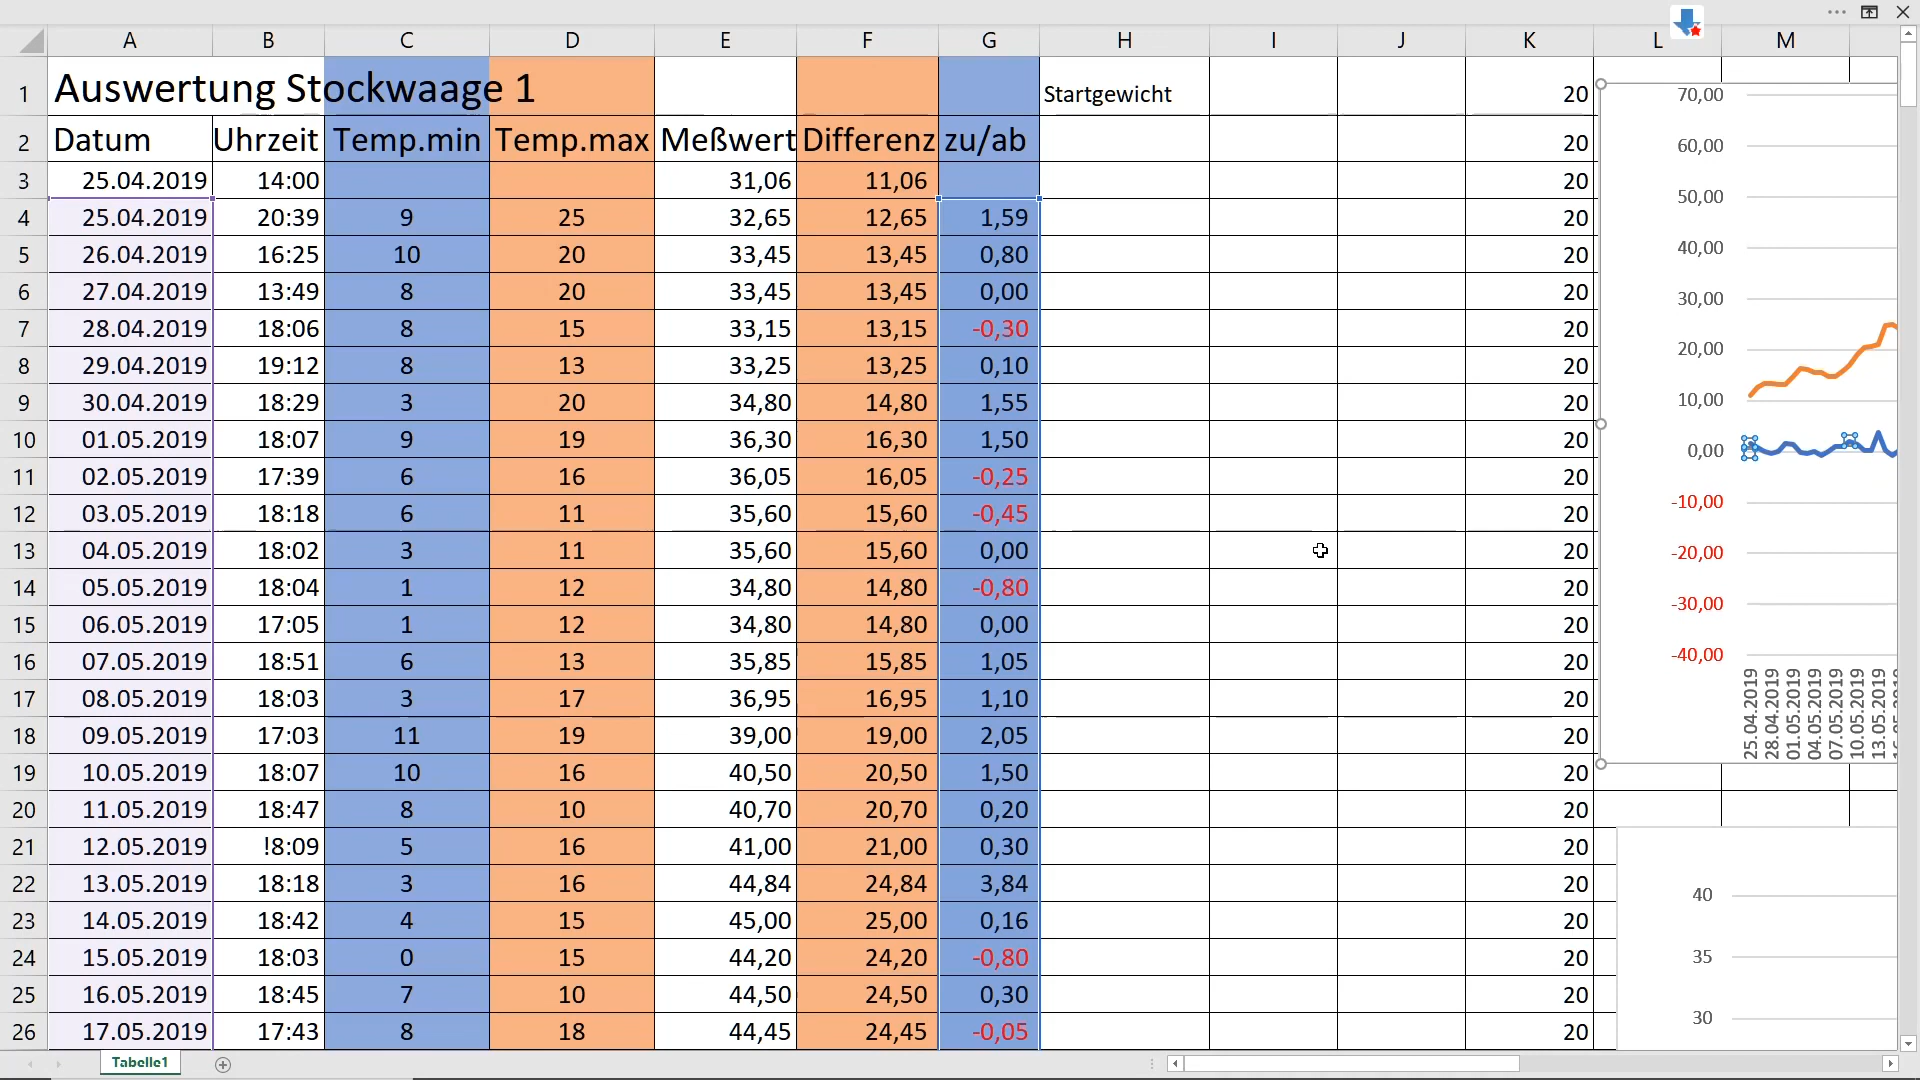 A B C D E F G H I J K L M
1 Auswertung Stockwaage 1 Startgewicht 20
2 Datum Uhrzeit Temp.min Temp.max Meßwert Differenz zu/ab 20
3 25.04.2019 14:00 31,06 11,06 20
4 25.04.2019 20:39 9 25 32,65 12,65 1,59 20
5 26.04.2019 16:25 10 20 33,45 13,45 0,80 20
6 27.04.2019 13:49 8 20 33,45 13,45 0,00 20
7 28.04.2019 18:06 8 15 33,15 13,15 -0,30 20
8 29.04.2019 19:12 8 13 33,25 13,25 0,10 20
9 30.04.2019 18:29 3 20 34,80 14,80 1,55 20
10 01.05.2019 18:07 9 19 36,30 16,30 1,50 20
11 02.05.2019 17:39 6 16 36,05 16,05 -0,25 20
12 03.05.2019 18:18 6 11 35,60 15,60 -0,45 20
13 04.05.2019 18:02 3 11 35,60 15,60 0,00 20
14 05.05.2019 18:04 1 12 34,80 14,80 -0,80 20
15 06.05.2019 17:05 1 12 34,80 14,80 0,00 20
16 07.05.2019 18:51 6 13 35,85 15,85 1,05 20
17 08.05.2019 18:03 3 17 36,95 16,95 1,10 20
18 09.05.2019 17:03 11 19 39,00 19,00 2,05 20
19 10.05.2019 18:07 10 16 40,50 20,50 1,50 20
20 11.05.2019 18:47 8 10 40,70 20,70 0,20 20
21 12.05.2019 !8:09 5 16 41,00 21,00 0,30 20
22 13.05.2019 18:18 3 16 44,84 24,84 3,84 20
23 14.05.2019 18:42 4 15 45,00 25,00 0,16 20
24 15.05.2019 18:03 0 15 44,20 24,20 -0,80 20
25 16.05.2019 18:45 7 10 44,50 24,50 0,30 20
26 17.05.2019 17:43 8 18 44,45 24,45 -0,05 20
70,00
60,00
50,00
40,00
30,00
20,00
10,00
0,00
-10,00
-20,00
-30,00
-40,00
25.04.2019
28.04.2019
01.05.2019
04.05.2019
07.05.2019
10.05.2019
13.05.2019
40
35
30
Tabelle1